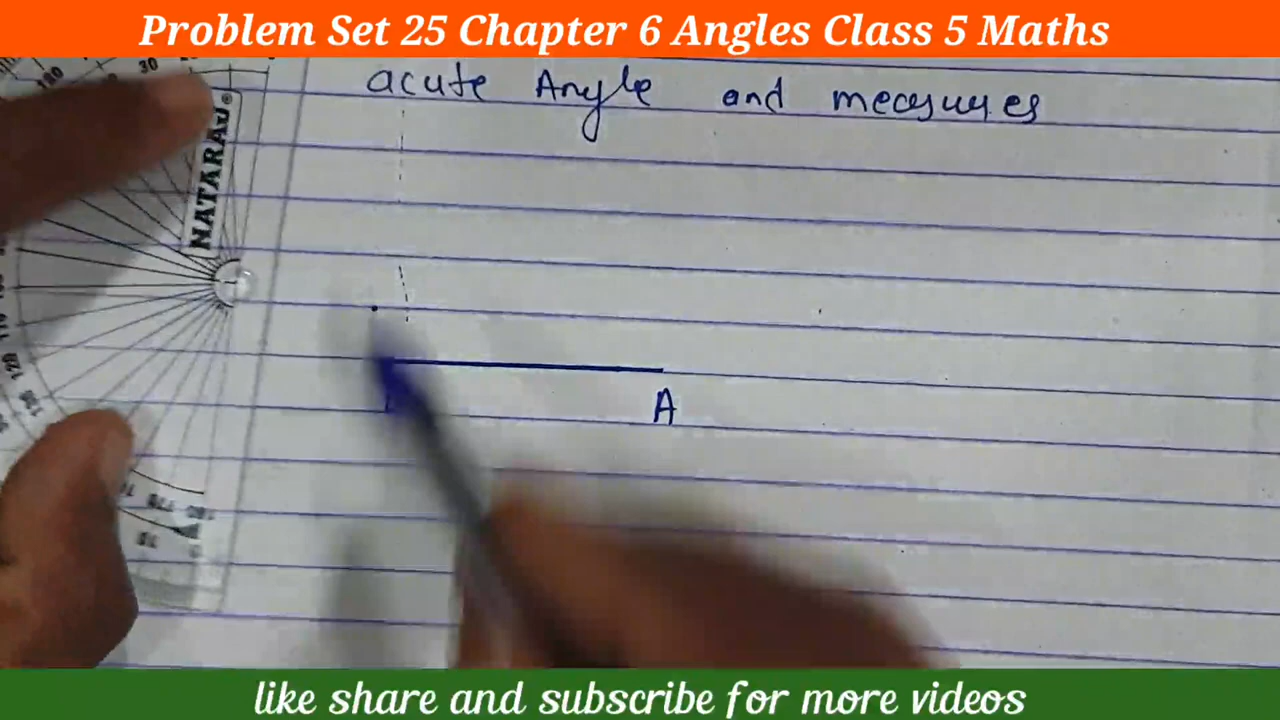 Problem Set 25 Chapter 6 Angles Class 5 Maths
acute Angle and measures
NATARAJ
A
like share and subscribe for more videos